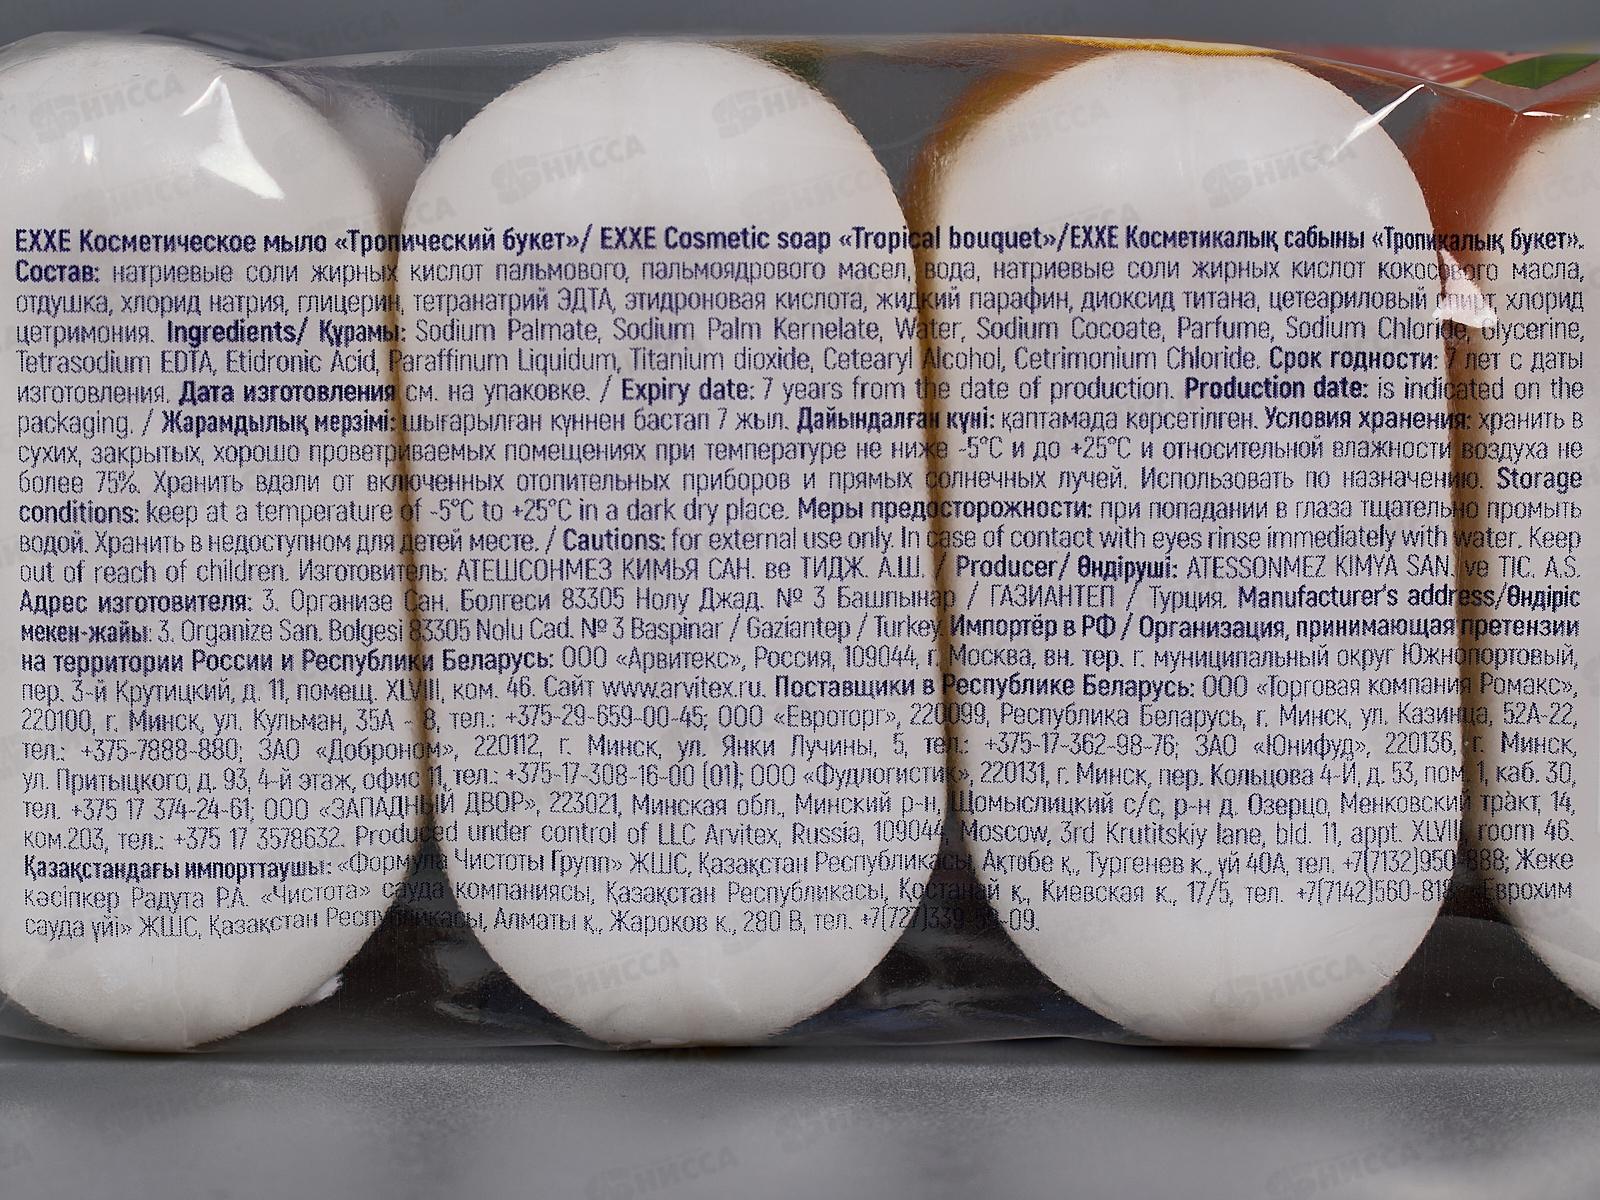 EXXE Косметическое мыло «Тропический букет»/ EXXE Cosmetic soap «Tropical bouquet»/EXXE Косметикалық сабыны «Тропикалық букет».
Состав: натриевые соли жирных кислот пальмового, пальмоядрового масел, вода, натриевые соли жирных кислот кокосового масла,
отдушка, хлорид натрия, глицерин, тетранатрий ЭДТА, этидроновая кислота, жидкий парафин, диоксид титана, цетеариловый спирт, хлорид
цетримония. Ingredients/ Құрамы: Sodium Palmate, Sodium Palm Kernelate, Water, Sodium Cocoate, Parfume, Sodium Chloride, Glycerine,
Tetrasodium EDTA, Etidronic Acid, Paraffinum Liquidum, Titanium dioxide, Cetearyl Alcohol, Cetrimonium Chloride. Срок годности: 7 лет с даты
изготовления. Дата изготовления см. на упаковке. / Expiry date: 7 years from the date of production. Production date: is indicated on the
packaging. / Жарамдылық мерзімі: шығарылған күннен бастап 7 жыл. Дайындалған күні: қаптамада көрсетілген. Условия хранения: хранить в
сухих, закрытых, хорошо проветриваемых помещениях при температуре не ниже -5°C и до +25°C и относительной влажности воздуха не
более 75%. Хранить вдали от включенных отопительных приборов и прямых солнечных лучей. Использовать по назначению. Storage
conditions: keep at a temperature of -5°C to +25°C in a dark dry place. Меры предосторожности: при попадании в глаза тщательно промыть
водой. Хранить в недоступном для детей месте. / Cautions: for external use only. In case of contact with eyes rinse immediately with water. Keep
out of reach of children. Изготовитель: АТЕШСОНМЕЗ КИМЬЯ САН. ве ТИДЖ. А.Ш. / Producer/ Өндіруші: ATESSONMEZ KIMYA SAN. ve TIC. A.S.
Адрес изготовителя: 3. Организе Сан. Болгеси 83305 Нолу Джад. № 3 Башпынар / ГАЗИАНТЕП / Турция. Manufacturer's address/Өндіріс
мекен-жайы: 3. Organize San. Bolgesi 83305 Nolu Cad. № 3 Baspinar / Gaziantep / Turkey. Импортёр в РФ / Организация, принимающая претензии
на территории России и Республики Беларусь: ООО «Арвитекс», Россия, 109044, г. Москва, вн. тер. г. муниципальный округ Южнопортовый,
пер. 3-й Крутицкий, д. 11, помещ. XLVIII, ком. 46. Сайт www.arvitex.ru. Поставщики в Республике Беларусь: ООО «Торговая компания Ромакс»,
220100, г. Минск, ул. Кульман, 35А - 8, тел.: +375-29-659-00-45; ООО «Евроторг», 220099, Республика Беларусь, г. Минск, ул. Казинца, 52А-22,
тел.: +375-7888-880; ЗАО «Доброном», 220112, г. Минск, ул. Янки Лучины, 5, тел.: +375-17-362-98-76; ЗАО «Юнифуд», 220136, г. Минск,
ул. Притыцкого, д. 93, 4-й этаж, офис 11, тел.: +375-17-308-16-00 (01); ООО «Фудлогистик», 220131, г. Минск, пер. Кольцова 4-Й, д. 53, пом. 1, каб. 30,
тел. +375 17 374-24-61; ООО «ЗАПАДНЫЙ ДВОР», 223021, Минская обл., Минский р-н, Щомыслицкий с/с, р-н д. Озерцо, Менковский тракт, 14,
ком.203, тел.: +375 17 3578632. Produced under control of LLC Arvitex, Russia, 109044, Moscow, 3rd Krutitskiy lane, bld. 11, appt. XLVIII, room 46.
Қазақстандағы импорттаушы: «Формула Чистоты Групп» ЖШС, Қазақстан Республикасы, Ақтобе қ., Тургенев к., үй 40А, тел. +7(7132)950-888; Жеке
кәсіпкер Радута Р.А. «Чистота» сауда компаниясы, Қазақстан Республикасы, Қостанай қ., Киевская к., 17/5, тел. «Еврохим
сауда үйі» ЖШС, Қазақстан Республикасы, Алматы қ., Жароков к., 280 В, тел. +7(727)339-59-09.
НИССА